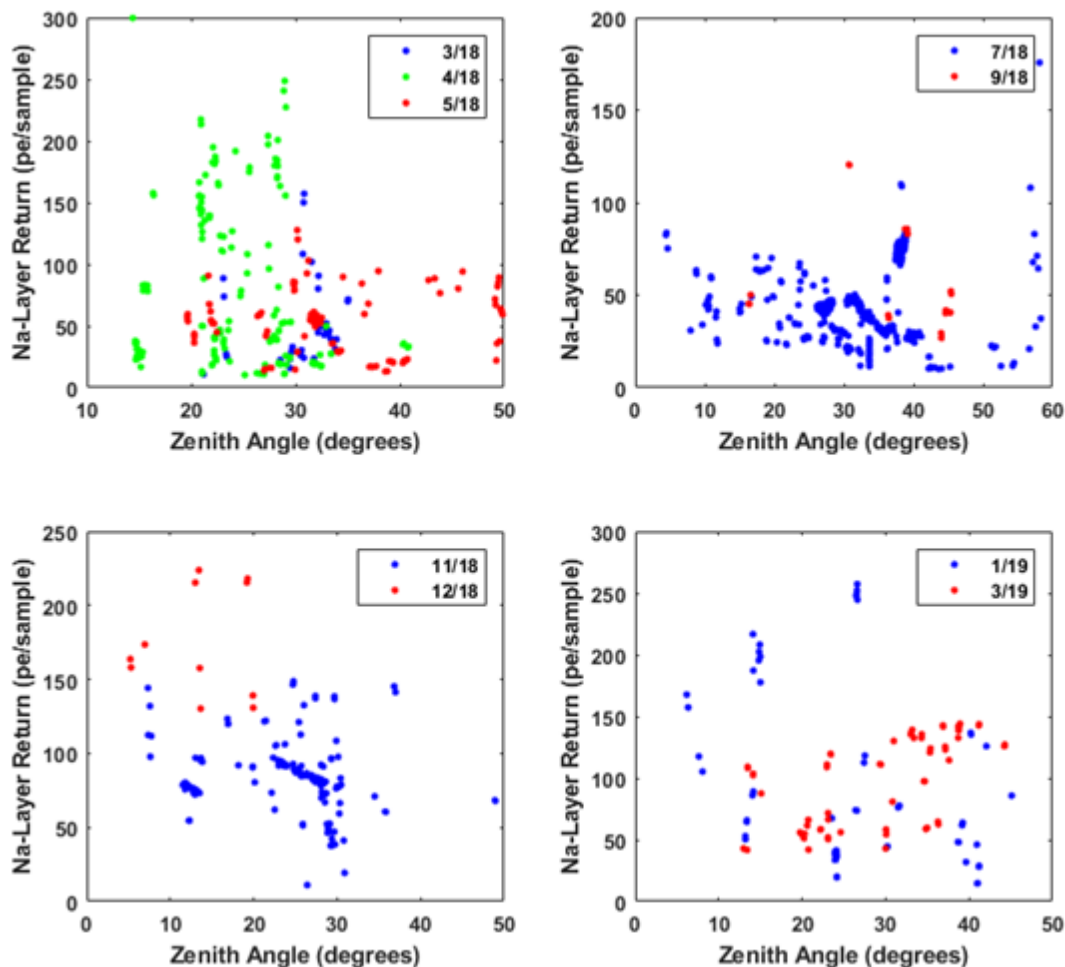 Na-Layer Return (pe/sample)
300
250
200
150
100
50
0
3/18
4/18
5/18
10 20 30 40 50
Zenith Angle (degrees)
Na-Layer Return (pe/sample)
200
150
100
50
0
7/18
9/18
0 10 20 30 40 50 60
Zenith Angle (degrees)
Na-Layer Return (pe/sample)
250
200
150
100
50
0
11/18
12/18
0 10 20 30 40 50
Zenith Angle (degrees)
Na-Layer Return (pe/sample)
300
250
200
150
100
50
0
1/19
3/19
0 10 20 30 40 50
Zenith Angle (degrees)